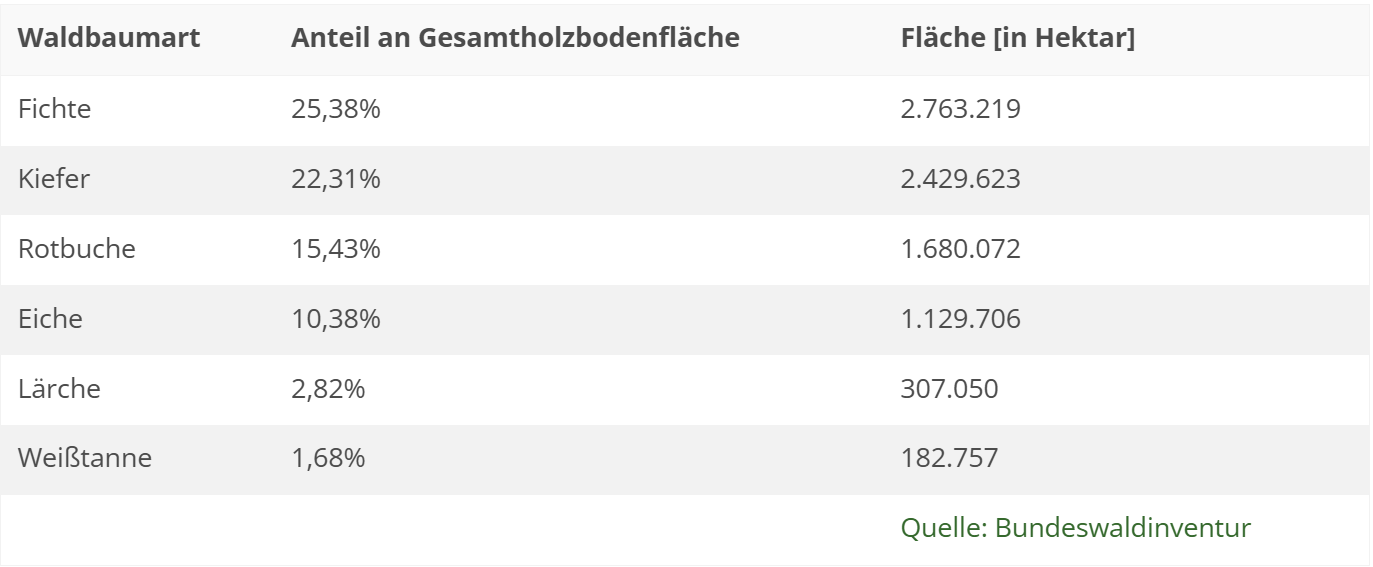 Waldbaumart Anteil an Gesamtholzbodenfläche Fläche [in Hektar]
Fichte 25,38% 2.763.219
Kiefer 22,31% 2.429.623
Rotbuche 15,43% 1.680.072
Eiche 10,38% 1.129.706
Lärche 2,82% 307.050
Weißtanne 1,68% 182.757
Quelle: Bundeswaldinventur